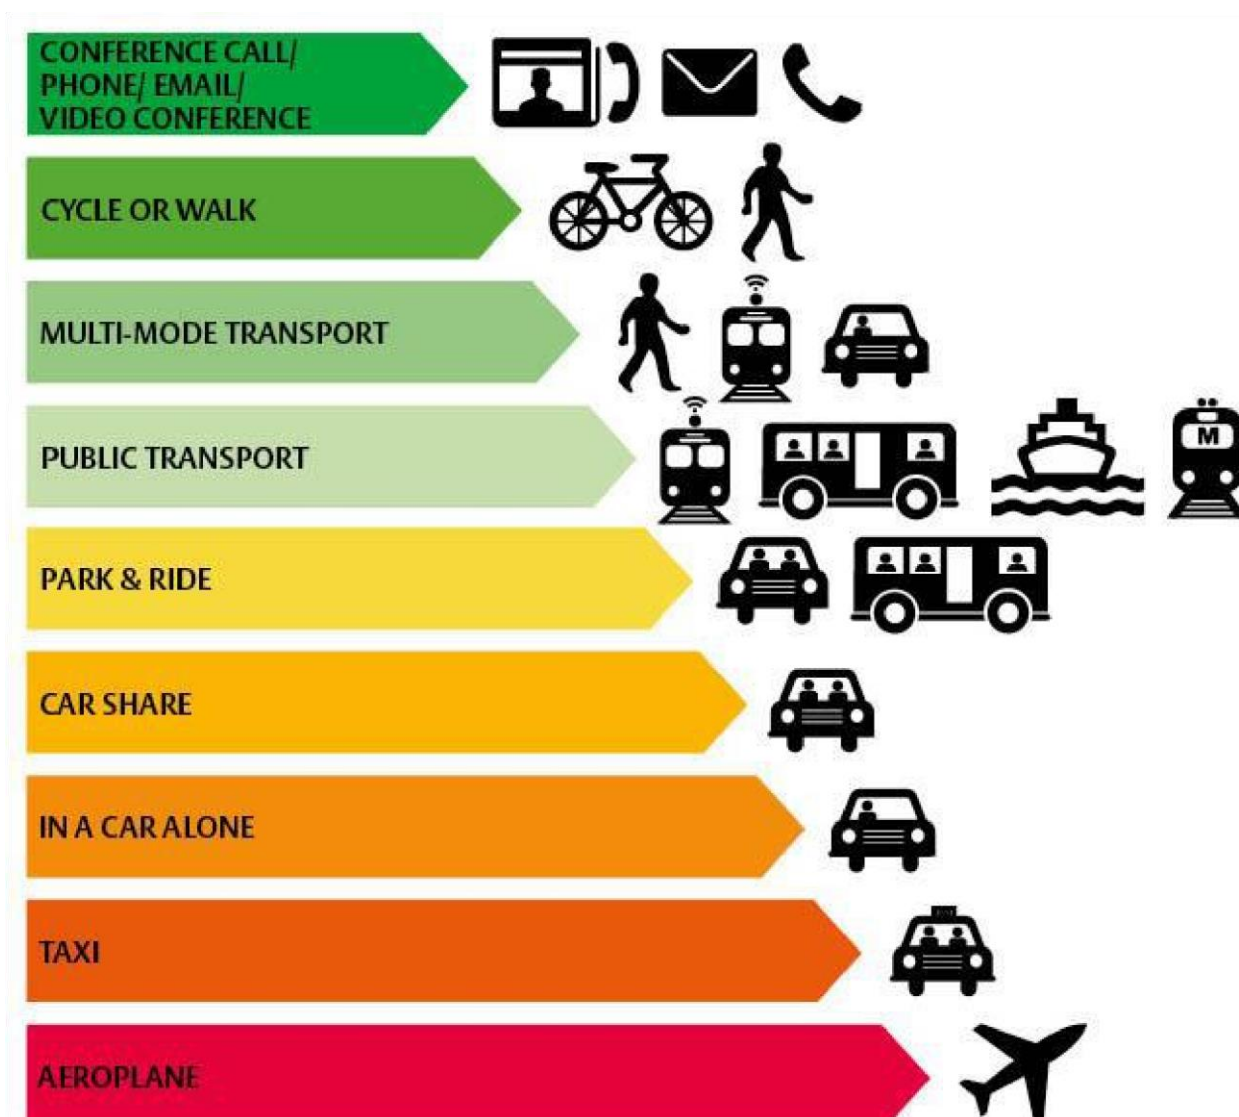 CONFERENCE CALL/
PHONE/ EMAIL/
VIDEO CONFERENCE
CYCLE OR WALK
MULTI-MODE TRANSPORT
PUBLIC TRANSPORT
M
PARK & RIDE
CAR SHARE
IN A CAR ALONE
TAXI
AEROPLANE